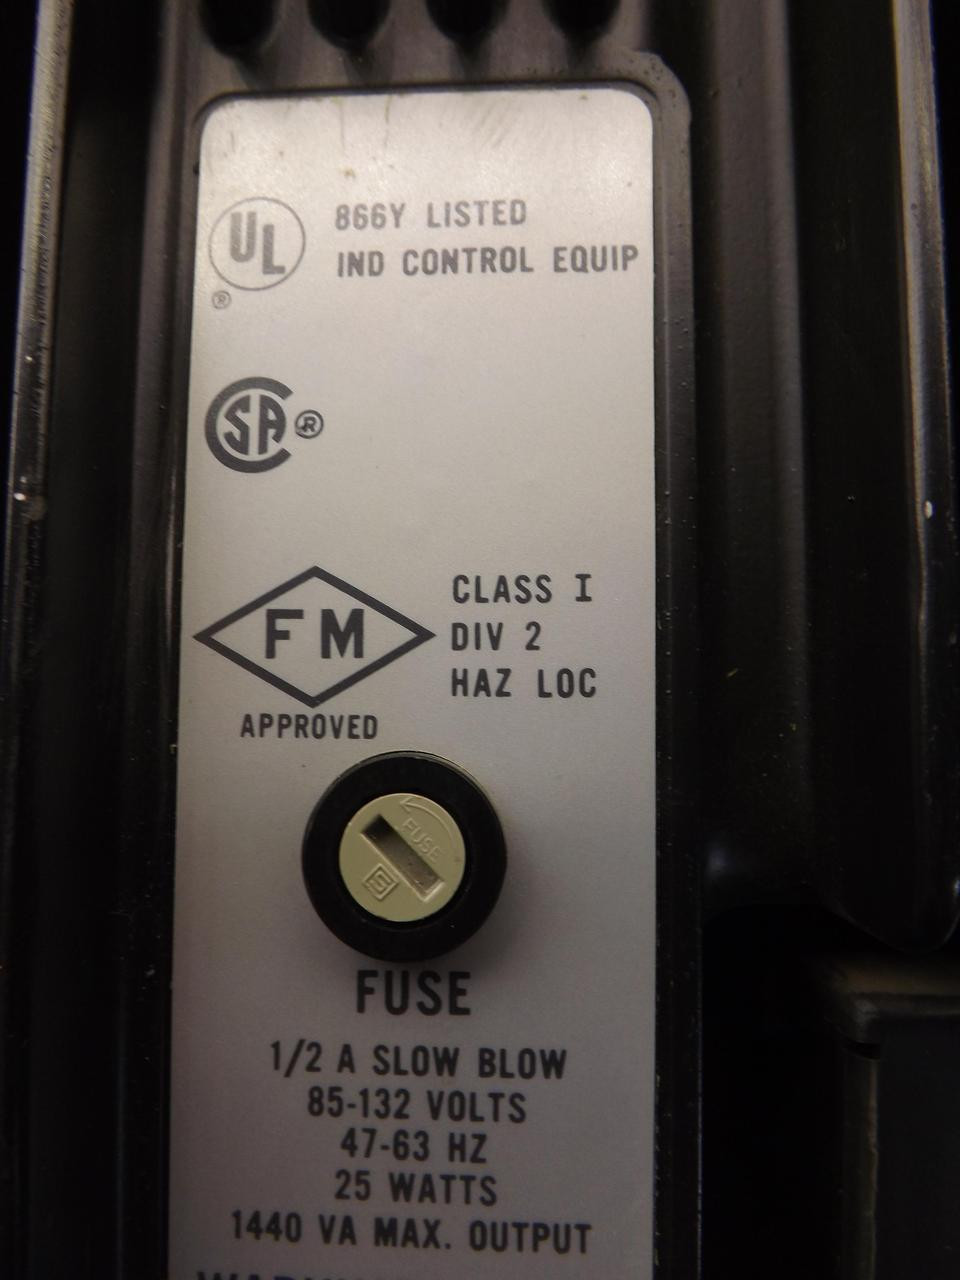 UL
866Y LISTED
IND CONTROL EQUIP
®
CSA®
FM
APPROVED
CLASS I
DIV 2
HAZ LOC
FUSE
S
FUSE
1/2 A SLOW BLOW
85-132 VOLTS
47-63 HZ
25 WATTS
1440 VA MAX. OUTPUT